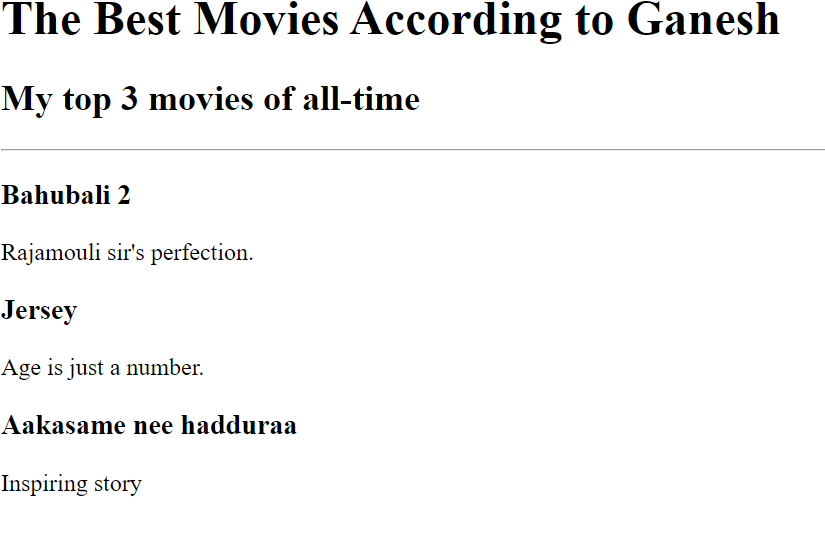 The Best Movies According to Ganesh
My top 3 movies of all-time
Bahubali 2
Rajamouli sir's perfection.
Jersey
Age is just a number.
Aakasame nee hadduraa
Inspiring story